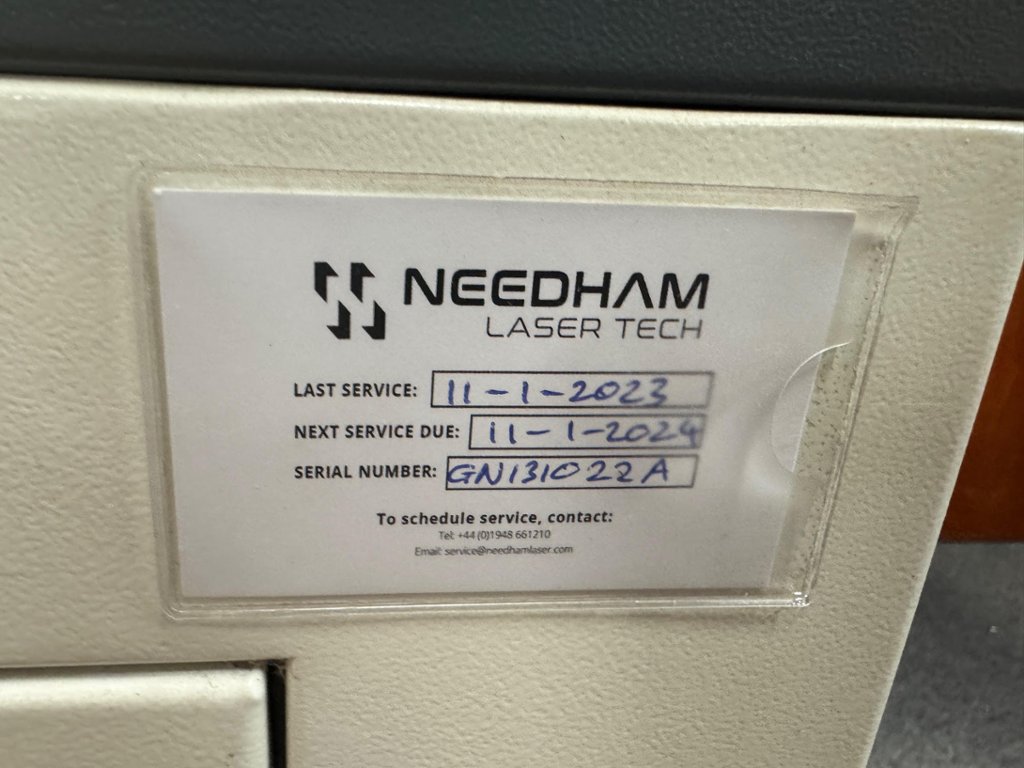 NEEDHAM
LASER TECH
LAST SERVICE: 11-1-2023
NEXT SERVICE DUE: 11-1-2024
SERIAL NUMBER: GN131022A
To schedule service, contact:
Tel: +44 (0)1948 661210
Email: service@needhamlaser.com